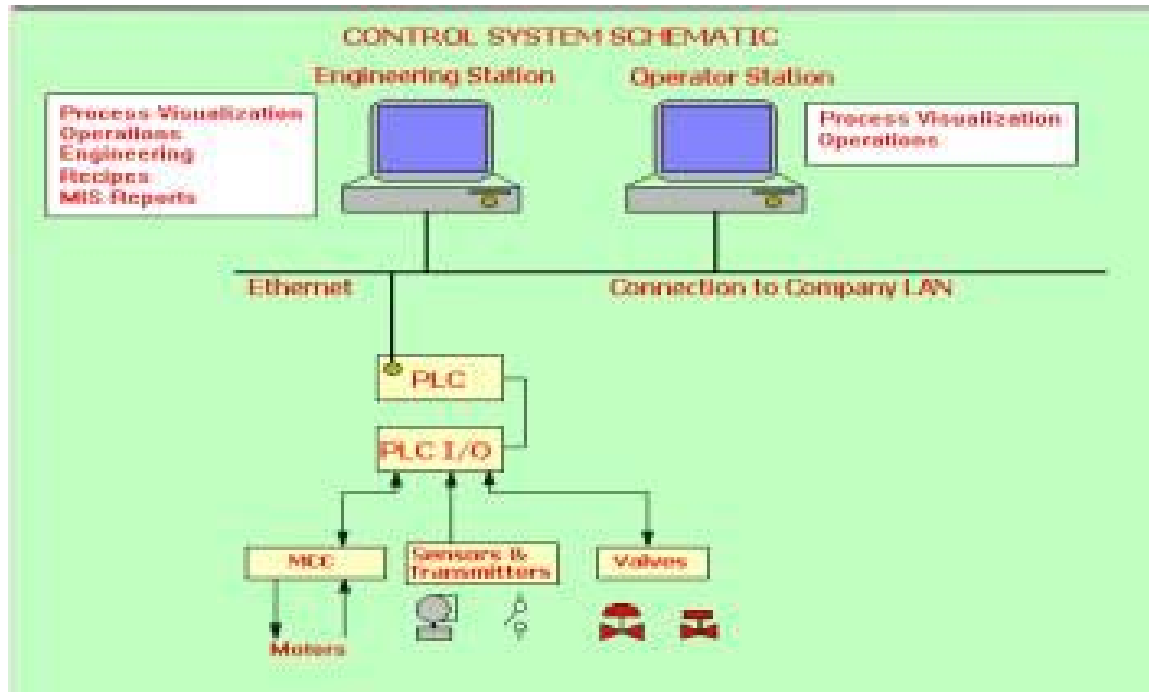 CONTROL SYSTEM SCHEMATIC
Engineering Station
Operator Station
Process Visualization
Operations
Engineering
Recipes
MIS Reports
Process Visualization
Operations
Ethernet
Connection to Company LAN
PLC
PLC I/O
MCC
Sensors &
Transmitters
Valves
Motors